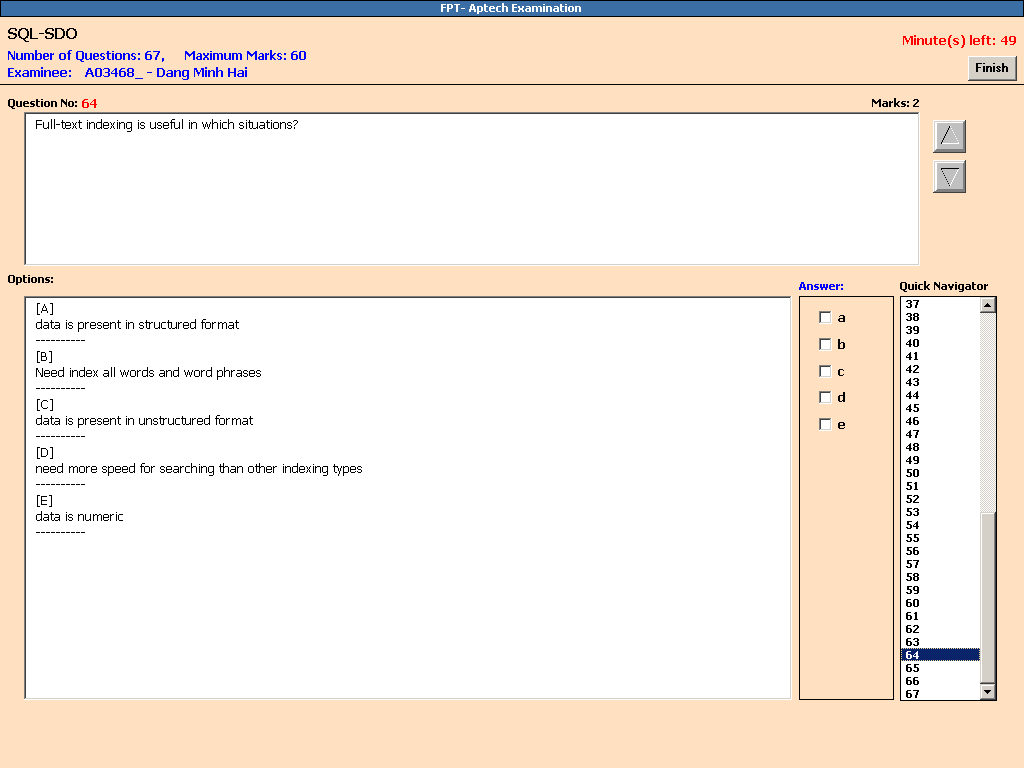 FPT- Aptech Examination
SQL-SDO
Number of Questions: 67, Maximum Marks: 60
Minute(s) left: 49
Examinee: A03468_ - Dang Minh Hai
Finish
Question No: 64
Marks: 2
Full-text indexing is useful in which situations?
Options:
Answer:
Quick Navigator
[A]
data is present in structured format
----------
[B]
Need index all words and word phrases
----------
[C]
data is present in unstructured format
----------
[D]
need more speed for searching than other indexing types
----------
[E]
data is numeric
----------
a
b
c
d
e
37
38
39
40
41
42
43
44
45
46
47
48
49
50
51
52
53
54
55
56
57
58
59
60
61
62
63
64
65
66
67